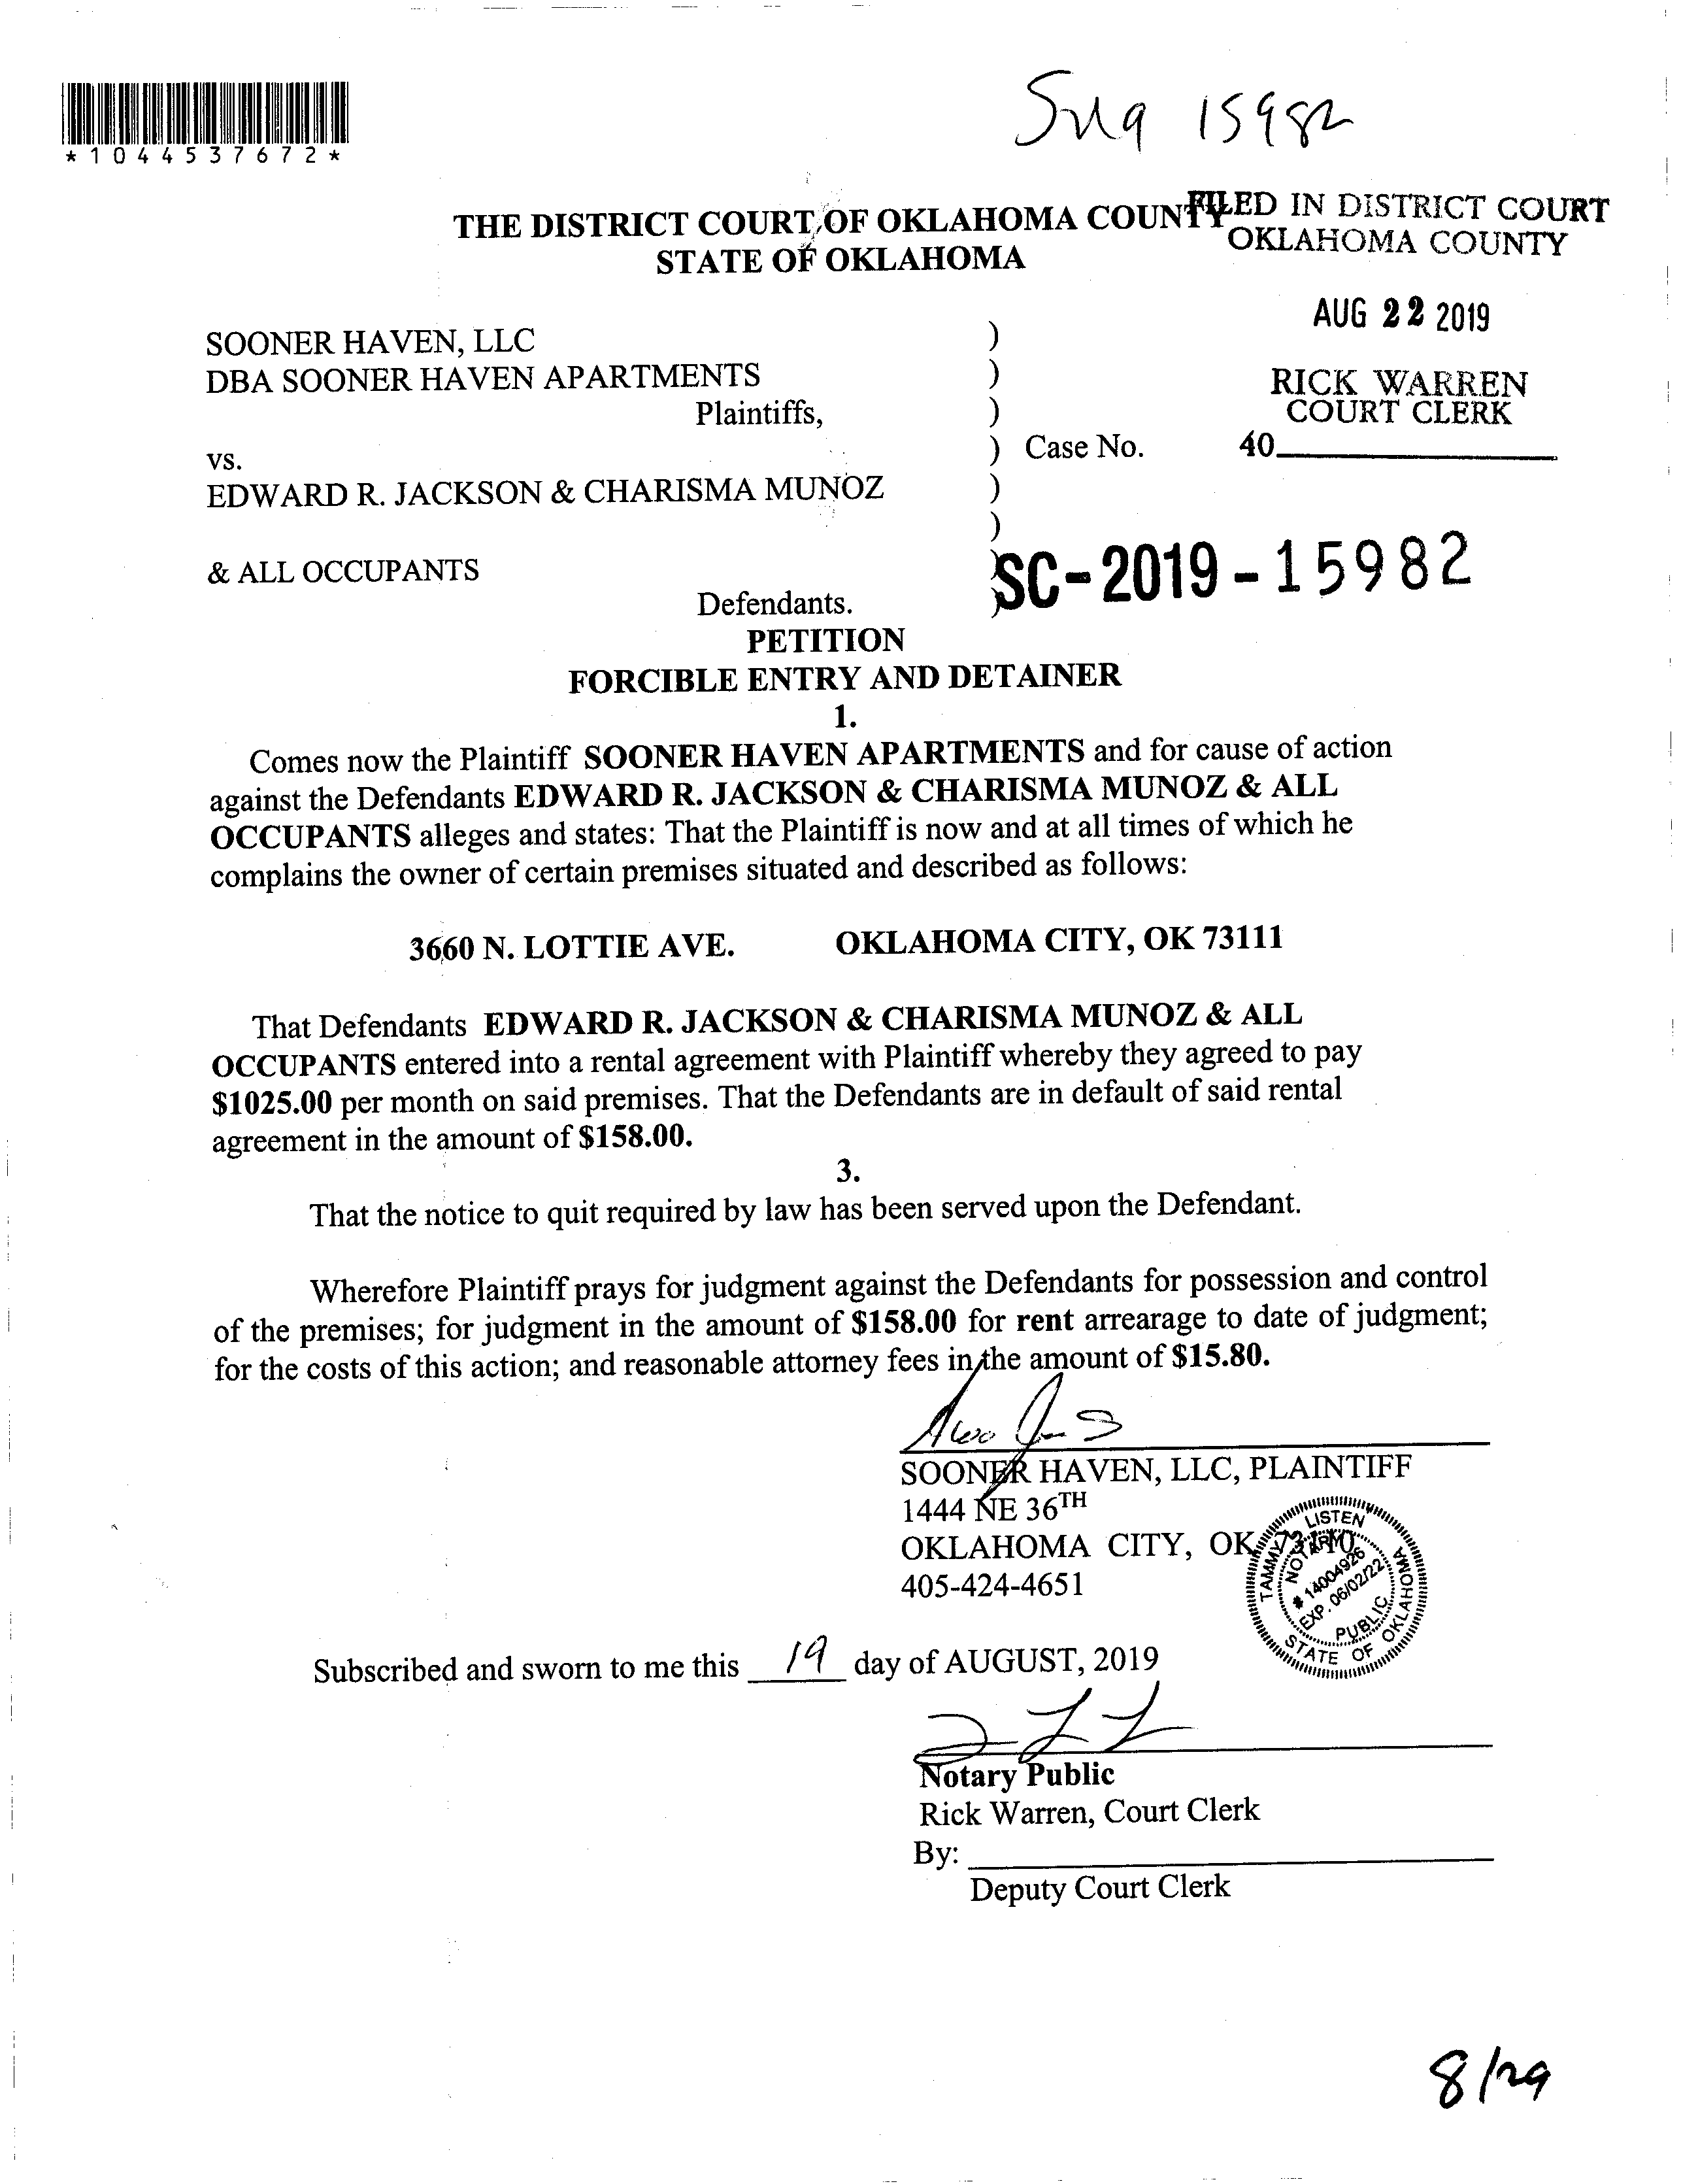 *1044537672*
15982
THE DISTRICT COURT OF OKLAHOMA COUNTY
STATE OF OKLAHOMA
FILED IN DISTRICT COURT
OKLAHOMA COUNTY
AUG 22 2019
RICK WARREN
COURT CLERK
40
SOONER HAVEN, LLC )
DBA SOONER HAVEN APARTMENTS )
Plaintiffs, )
vs. ) Case No.
EDWARD R. JACKSON & CHARISMA MUNOZ )
)
& ALL OCCUPANTS )
SC-2019-15982
Defendants. )
PETITION
FORCIBLE ENTRY AND DETAINER
1.
Comes now the Plaintiff SOONER HAVEN APARTMENTS and for cause of action
against the Defendants EDWARD R. JACKSON & CHARISMA MUNOZ & ALL
OCCUPANTS alleges and states: That the Plaintiff is now and at all times of which he
complains the owner of certain premises situated and described as follows:
3660 N. LOTTIE AVE. OKLAHOMA CITY, OK 73111
That Defendants EDWARD R. JACKSON & CHARISMA MUNOZ & ALL
OCCUPANTS entered into a rental agreement with Plaintiff whereby they agreed to pay
$1025.00 per month on said premises. That the Defendants are in default of said rental
agreement in the amount of $158.00.
3.
That the notice to quit required by law has been served upon the Defendant.
Wherefore Plaintiff prays for judgment against the Defendants for possession and control
of the premises; for judgment in the amount of $158.00 for rent arrearage to date of judgment;
for the costs of this action; and reasonable attorney fees in the amount of $15.80.
SOONER HAVEN, LLC, PLAINTIFF
1444 NE 36TH
OKLAHOMA CITY, OK
405-424-4651
TAMMY LISTEN
NOTARY
# 14004926
EXP. 06/02/22
PUBLIC
STATE OF OKLAHOMA
Subscribed and sworn to me this 19 day of AUGUST, 2019
Notary Public
Rick Warren, Court Clerk
By:
Deputy Court Clerk
8/29